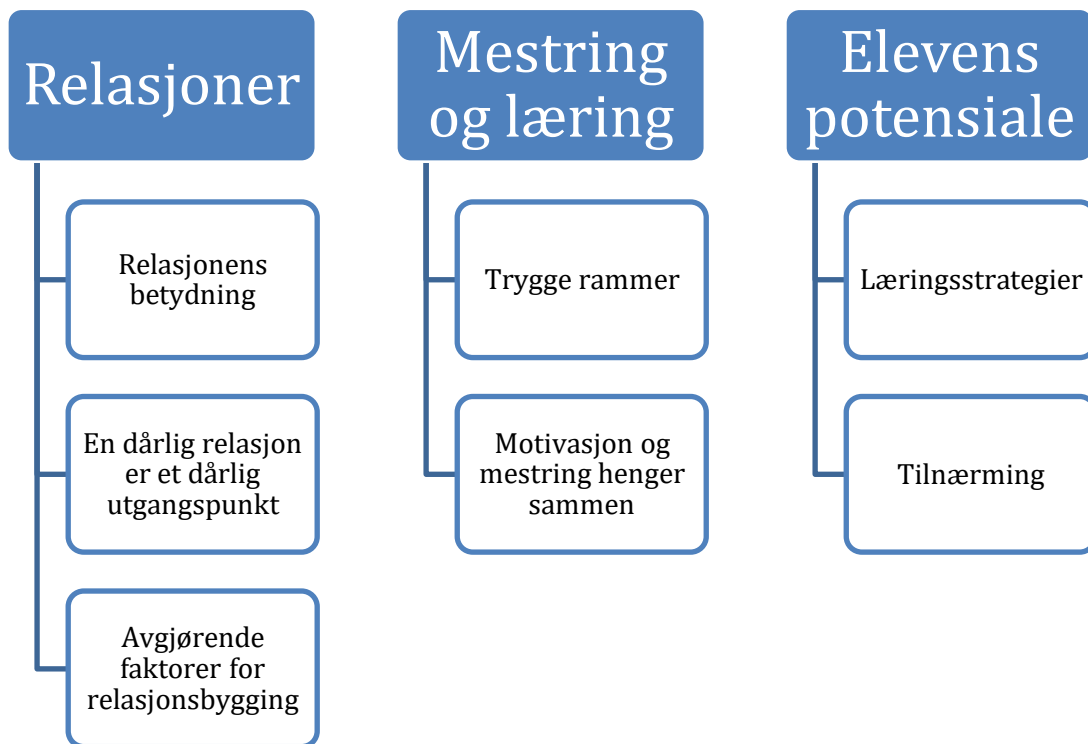 Relasjoner
Relasjonens
betydning
En dårlig relasjon
er et dårlig
utgangspunkt
Avgjørende
faktorer for
relasjonsbygging
Mestring
og læring
Trygge rammer
Motivasjon og
mestring henger
sammen
Elevens
potensiale
Læringsstrategier
Tilnærming